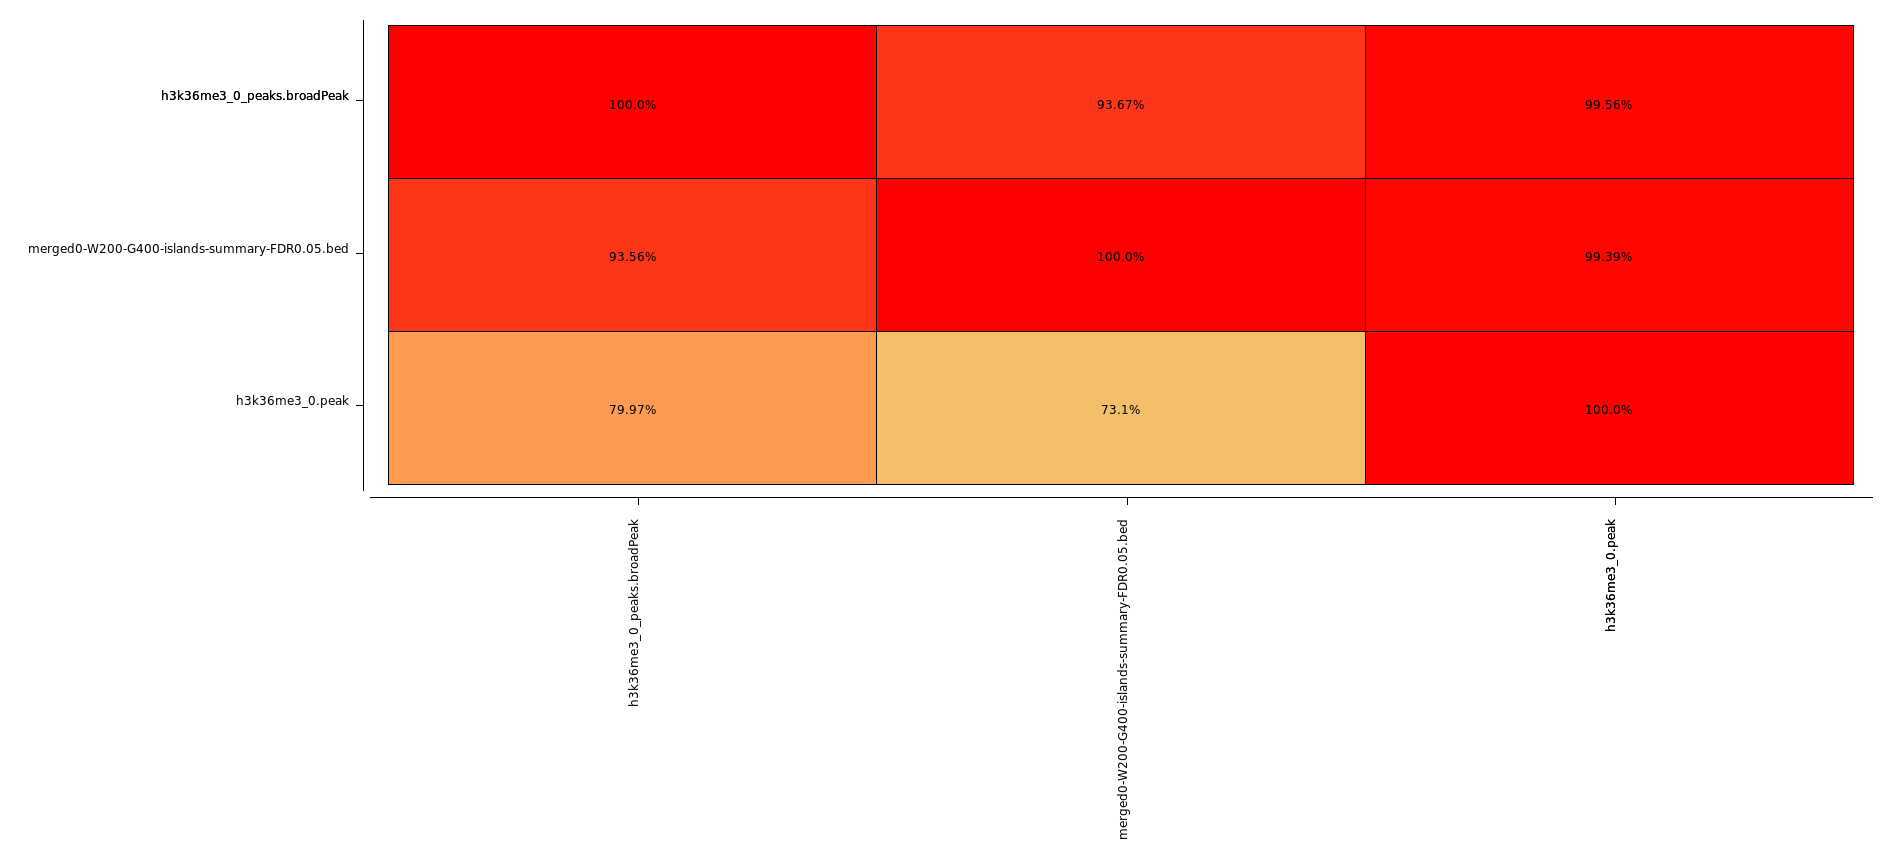 h3k36me3_0_peaks.broadPeak
100.0%
93.67%
99.56%
merged0-W200-G400-islands-summary-FDR0.05.bed
93.56%
100.0%
99.39%
h3k36me3_0.peak
79.97%
73.1%
100.0%
h3k36me3_0_peaks.broadPeak
merged0-W200-G400-islands-summary-FDR0.05.bed
h3k36me3_0.peak